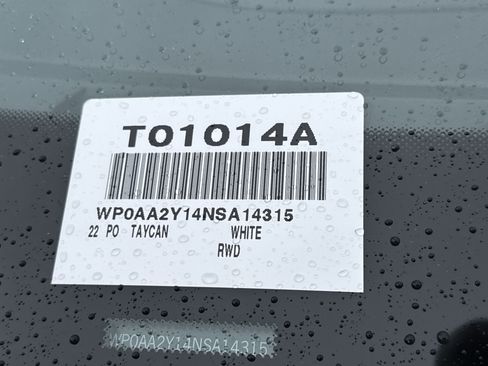 T01014A
WP0AA2Y14NSA14315
22 PO TAYCAN WHITE
RWD
WP0AA2Y14NSA14315